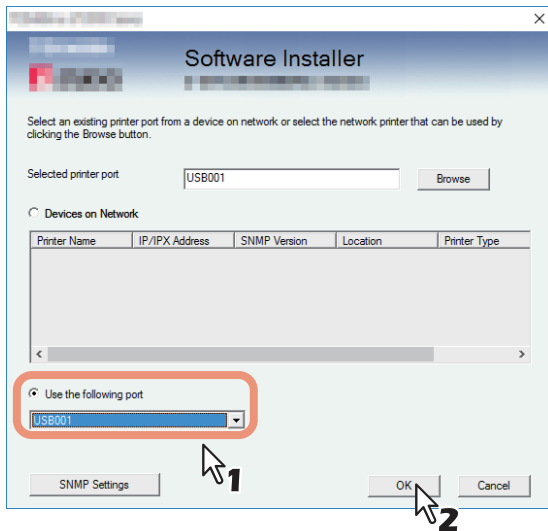 Software Installer
Select an existing printer port from a device on network or select the network printer that can be used by
clicking the Browse button.
Selected printer port USB001 Browse
Devices on Network
Printer Name IP/IPX Address SNMP Version Location Printer Type
Use the following port
USB001
1
SNMP Settings OK Cancel
2